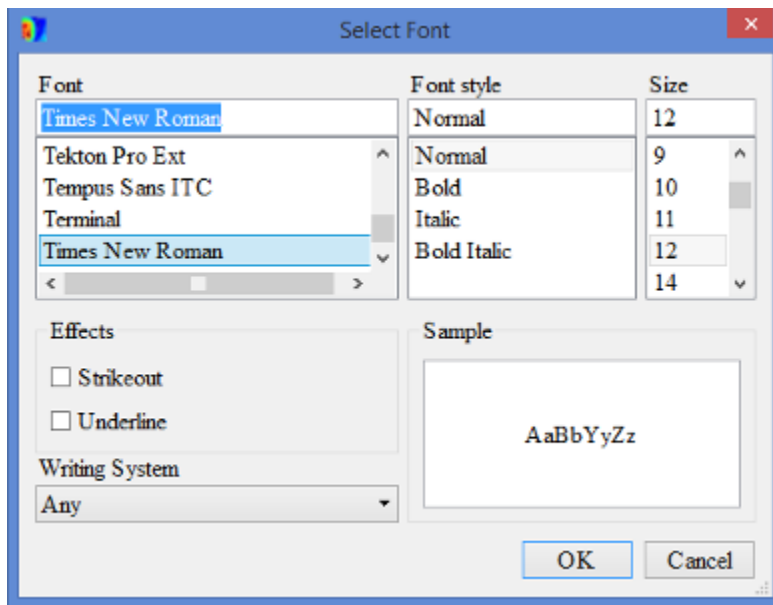 Select Font
Font
Times New Roman
Tekton Pro Ext
Tempus Sans ITC
Terminal
Times New Roman
Font style
Normal
Normal
Bold
Italic
Bold Italic
Size
12
9
10
11
12
14
Effects
Strikeout
Underline
Writing System
Any
Sample
AaBbYyZz
OK
Cancel